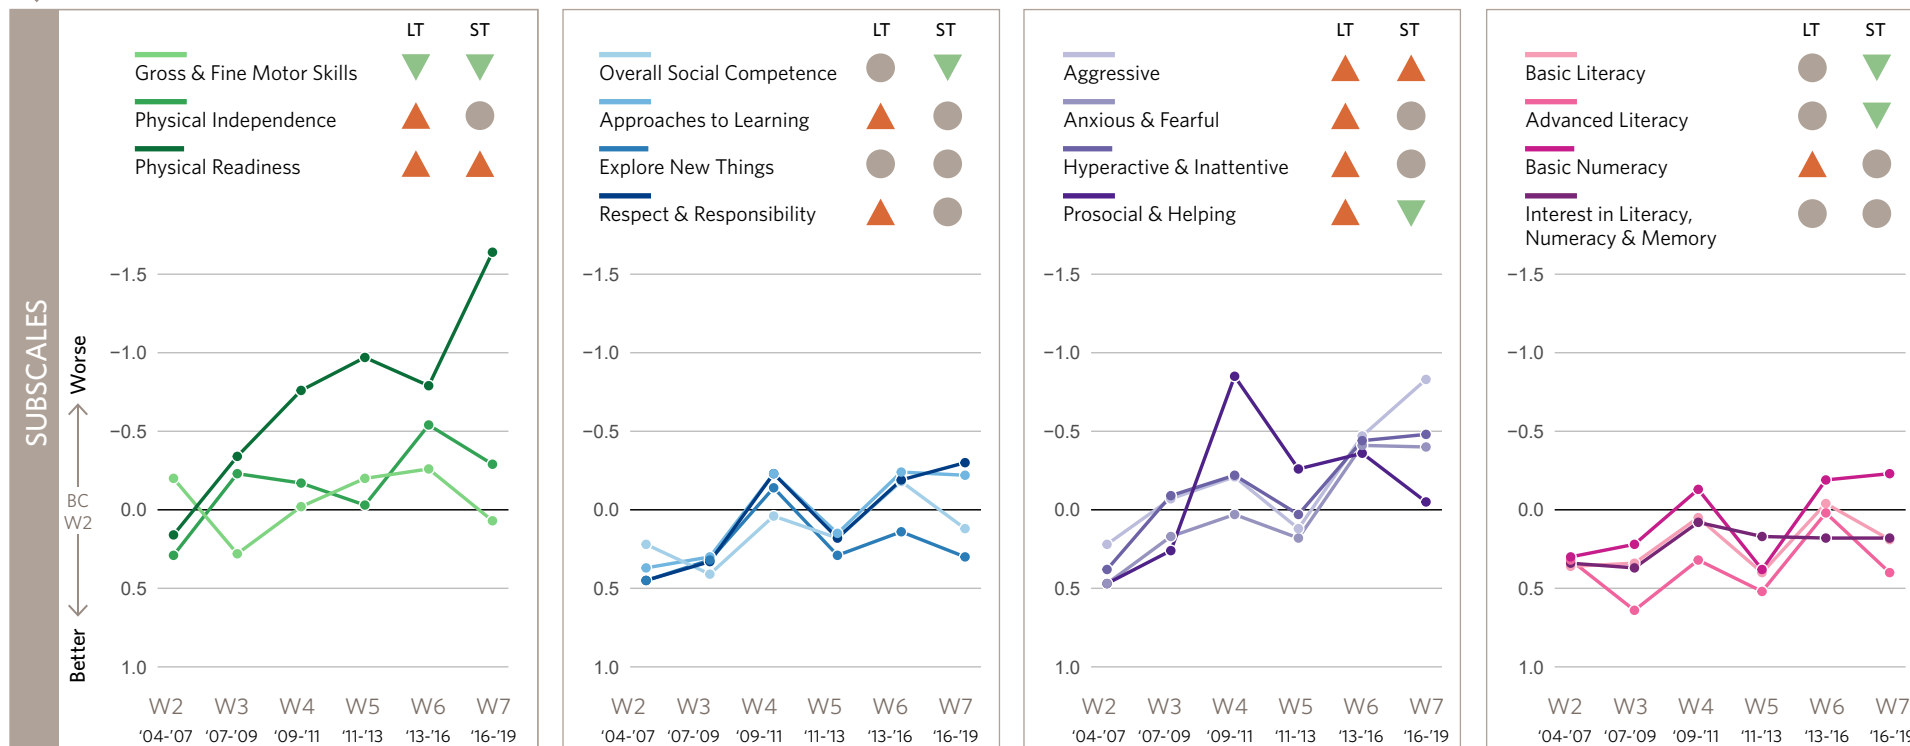 SUBSCALES
Worse
BC
W2
Better
LT ST
Gross & Fine Motor Skills
Physical Independence
Physical Readiness
−1.5
−1.0
−0.5
0.0
0.5
1.0
W2 W3 W4 W5 W6 W7
‘04-’07 ‘07-’09 ‘09-’11 ‘11-’13 ‘13-’16 ‘16-’19
LT ST
Overall Social Competence
Approaches to Learning
Explore New Things
Respect & Responsibility
−1.5
−1.0
−0.5
0.0
0.5
1.0
W2 W3 W4 W5 W6 W7
‘04-’07 ‘07-’09 ‘09-’11 ‘11-’13 ‘13-’16 ‘16-’19
LT ST
Aggressive
Anxious & Fearful
Hyperactive & Inattentive
Prosocial & Helping
−1.5
−1.0
−0.5
0.0
0.5
1.0
W2 W3 W4 W5 W6 W7
‘04-’07 ‘07-’09 ‘09-’11 ‘11-’13 ‘13-’16 ‘16-’19
LT ST
Basic Literacy
Advanced Literacy
Basic Numeracy
Interest in Literacy,
Numeracy & Memory
−1.5
−1.0
−0.5
0.0
0.5
1.0
W2 W3 W4 W5 W6 W7
‘04-’07 ‘07-’09 ‘09-’11 ‘11-’13 ‘13-’16 ‘16-’19